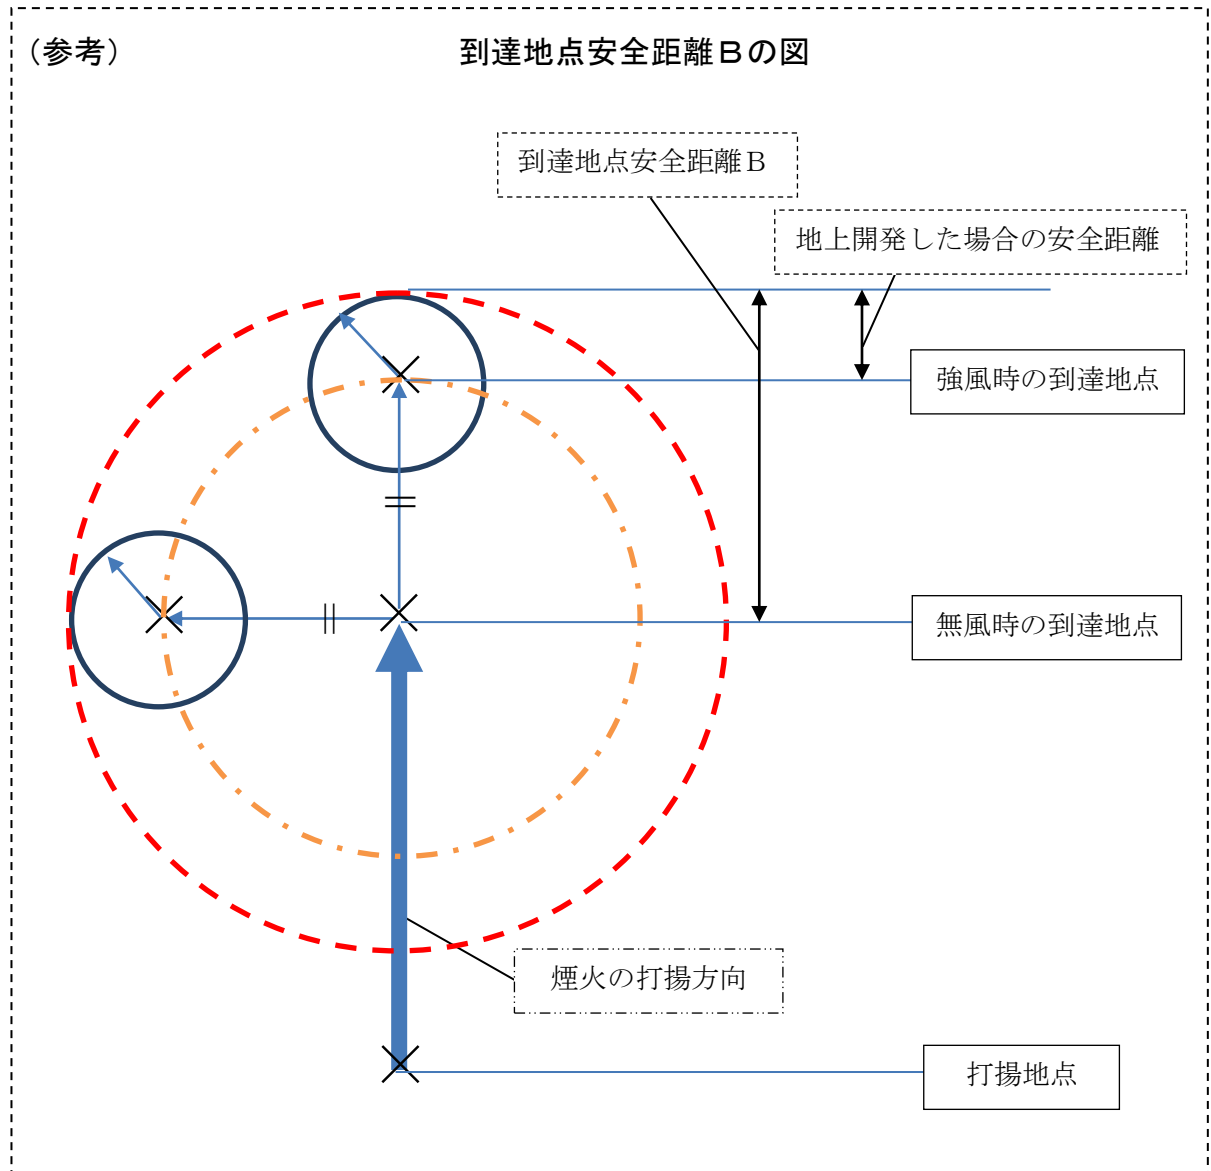 （参考）
到達地点安全距離Ｂの図
到達地点安全距離Ｂ
地上開発した場合の安全距離
強風時の到達地点
無風時の到達地点
煙火の打揚方向
打揚地点